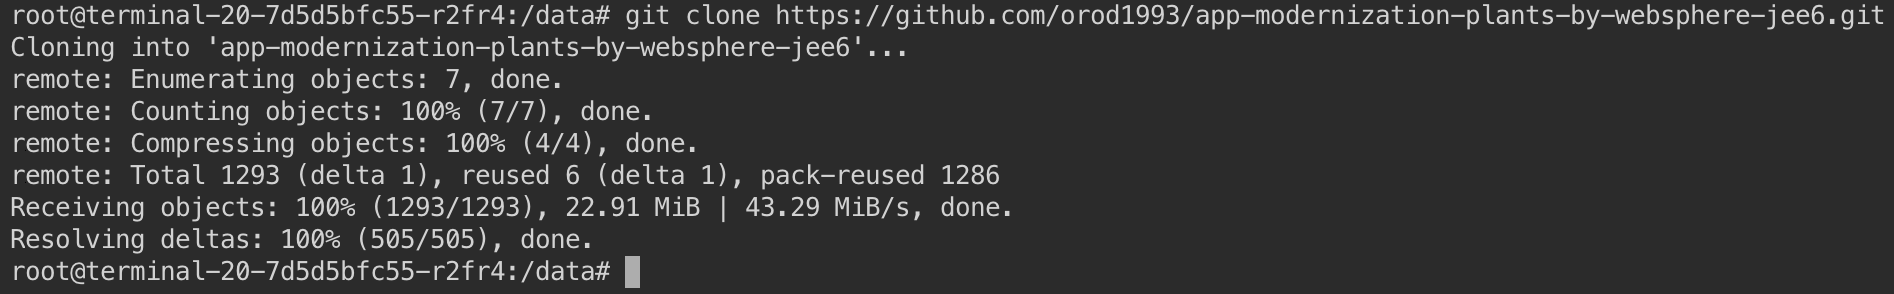 root@terminal-20-7d5d5bfc55-r2fr4:/data# git clone https://github.com/orod1993/app-modernization-plants-by-websphere-jee6.git
Cloning into 'app-modernization-plants-by-websphere-jee6'...
remote: Enumerating objects: 7, done.
remote: Counting objects: 100% (7/7), done.
remote: Compressing objects: 100% (4/4), done.
remote: Total 1293 (delta 1), reused 6 (delta 1), pack-reused 1286
Receiving objects: 100% (1293/1293), 22.91 MiB | 43.29 MiB/s, done.
Resolving deltas: 100% (505/505), done.
root@terminal-20-7d5d5bfc55-r2fr4:/data#